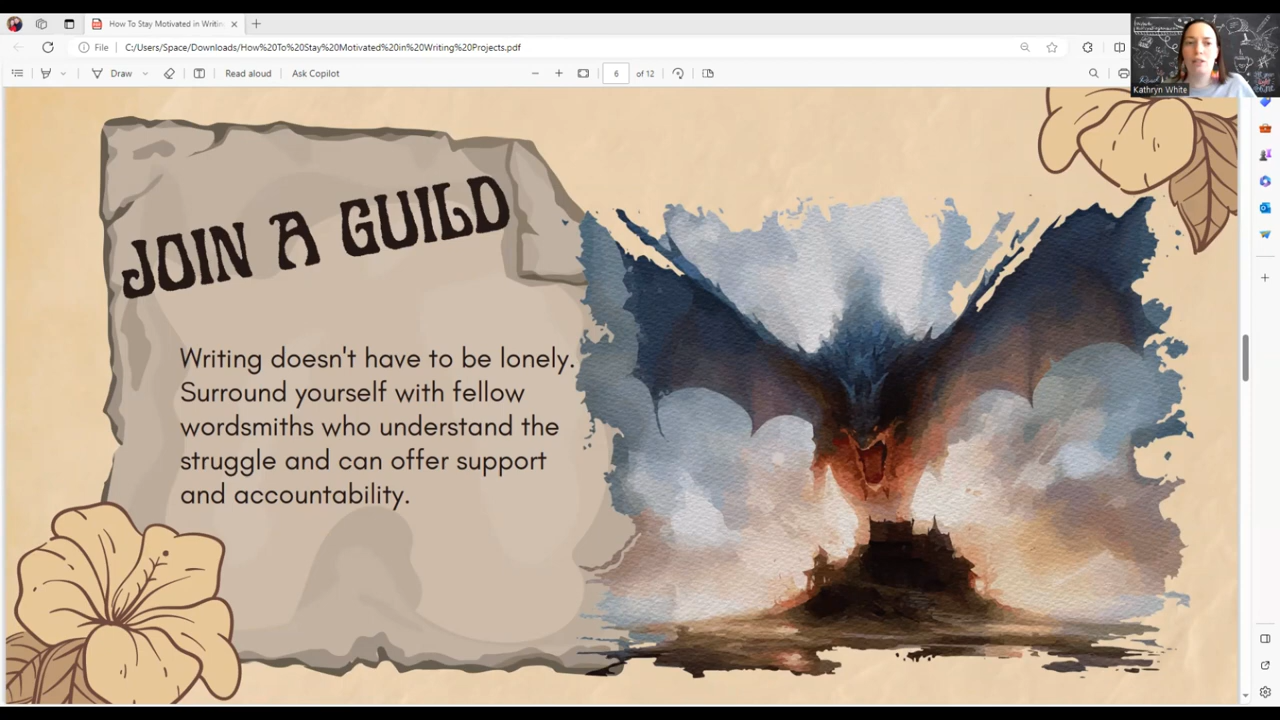 How To Stay Motivated in Writin
File
C:/Users/Space/Downloads/How%20To%20Stay%20Motivated%20in%20Writing%20Projects.pdf
Draw
Read aloud
Ask Copilot
6
of 12
Kathryn White
JOIN A GUILD
Writing doesn't have to be lonely.
Surround yourself with fellow
wordsmiths who understand the
struggle and can offer support
and accountability.